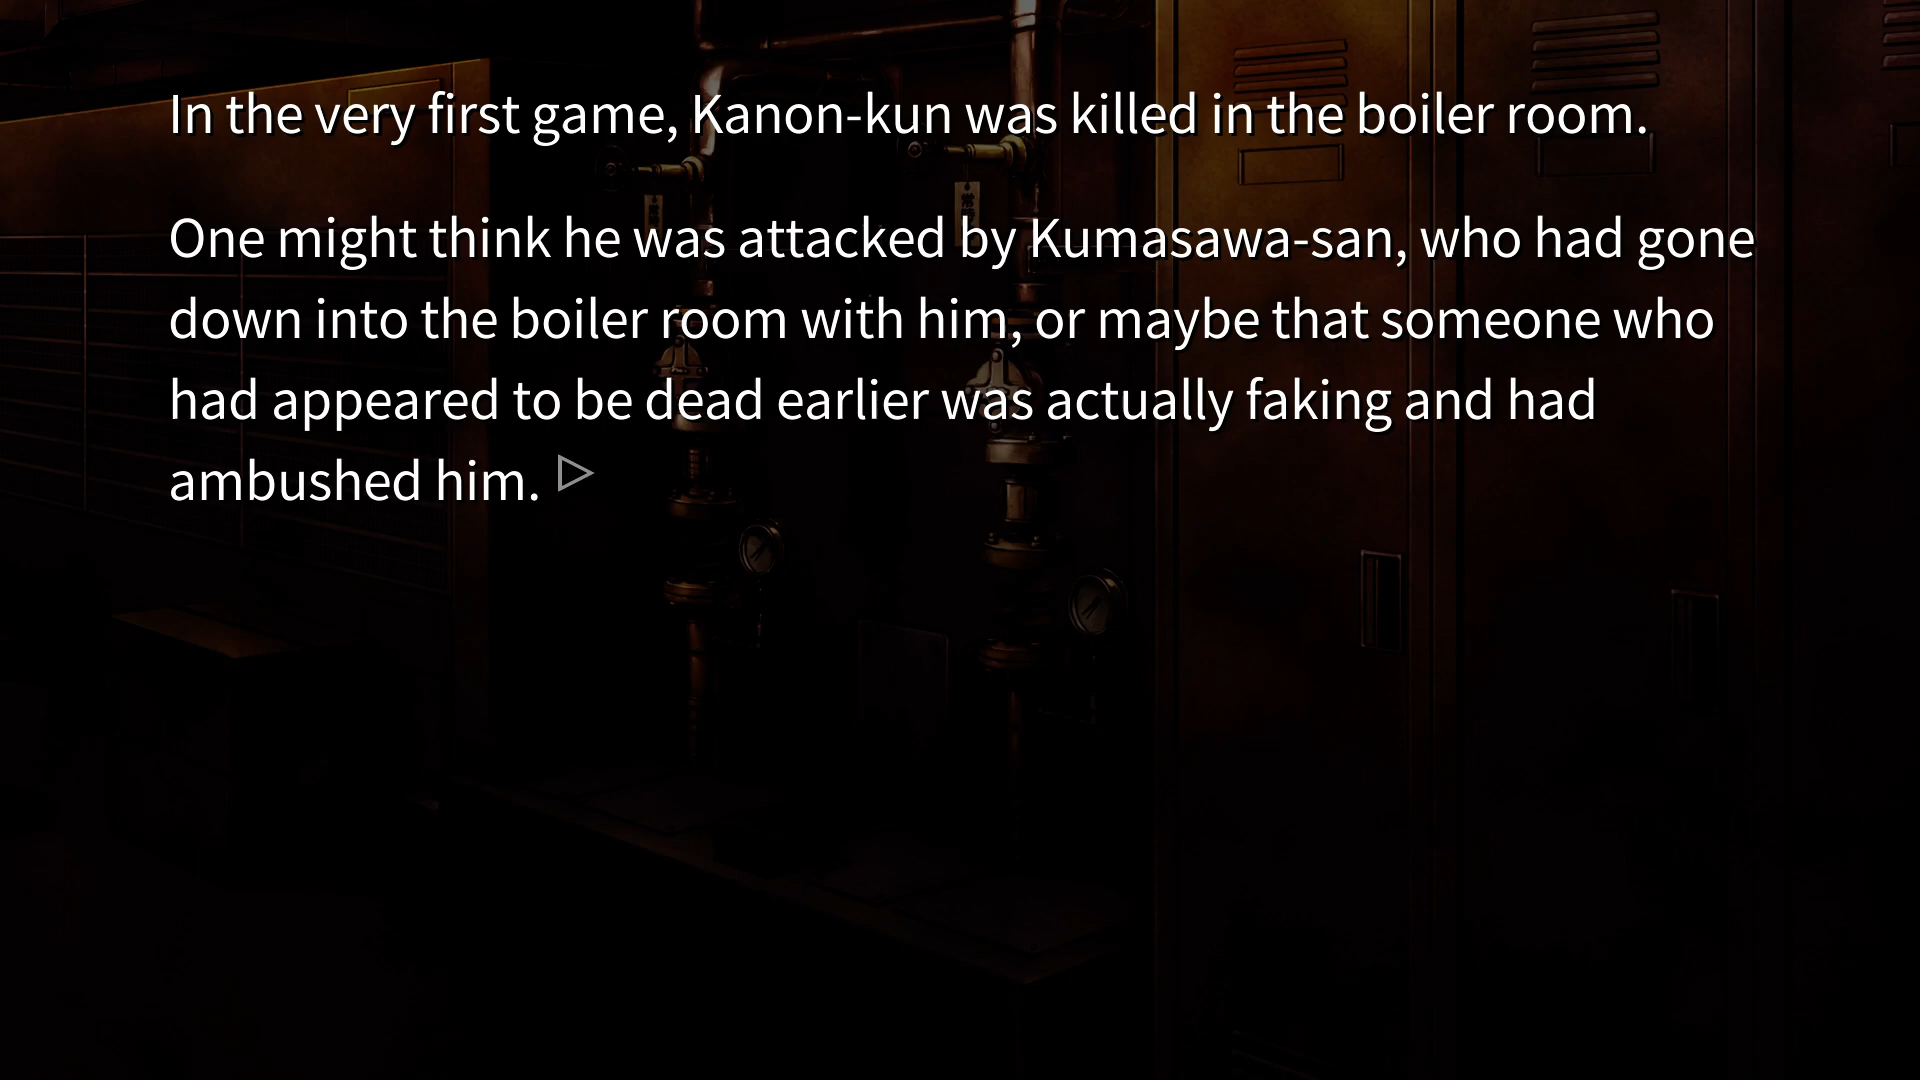 In the very first game, Kanon-kun was killed in the boiler room.
One might think he was attacked by Kumasawa-san, who had gone
down into the boiler room with him, or maybe that someone who
had appeared to be dead earlier was actually faking and had
ambushed him.